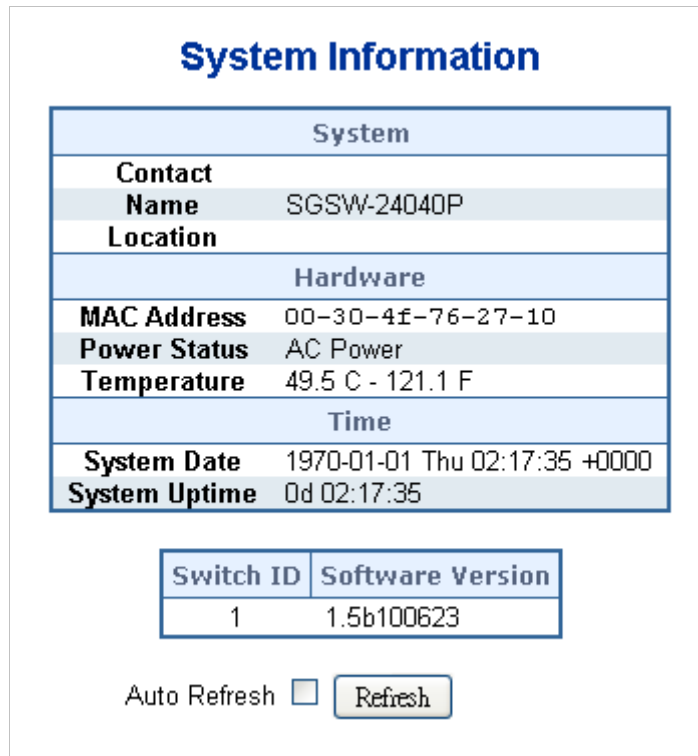 System Information
System
Contact
Name SGSW-24040P
Location
Hardware
MAC Address 00-30-4f-76-27-10
Power Status AC Power
Temperature 49.5 C - 121.1 F
Time
System Date 1970-01-01 Thu 02:17:35 +0000
System Uptime 0d 02:17:35
Switch ID Software Version
1 1.5b100623
Auto Refresh Refresh